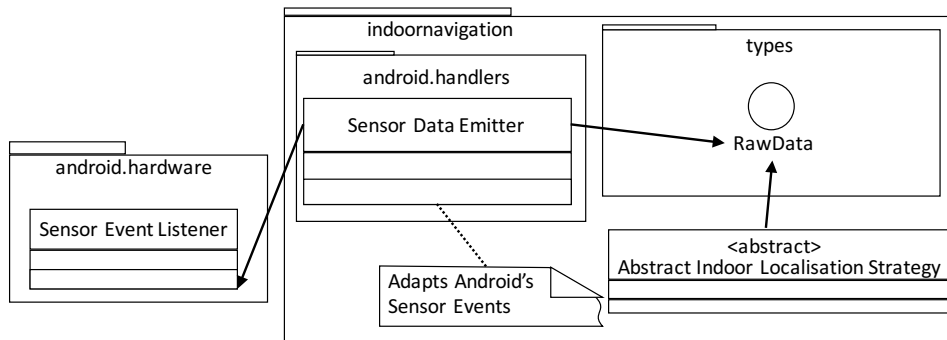 indoornavigation
types
android.handlers
Sensor Data Emitter
RawData
android.hardware
Sensor Event Listener
<abstract>
Abstract Indoor Localisation Strategy
Adapts Android’s
Sensor Events